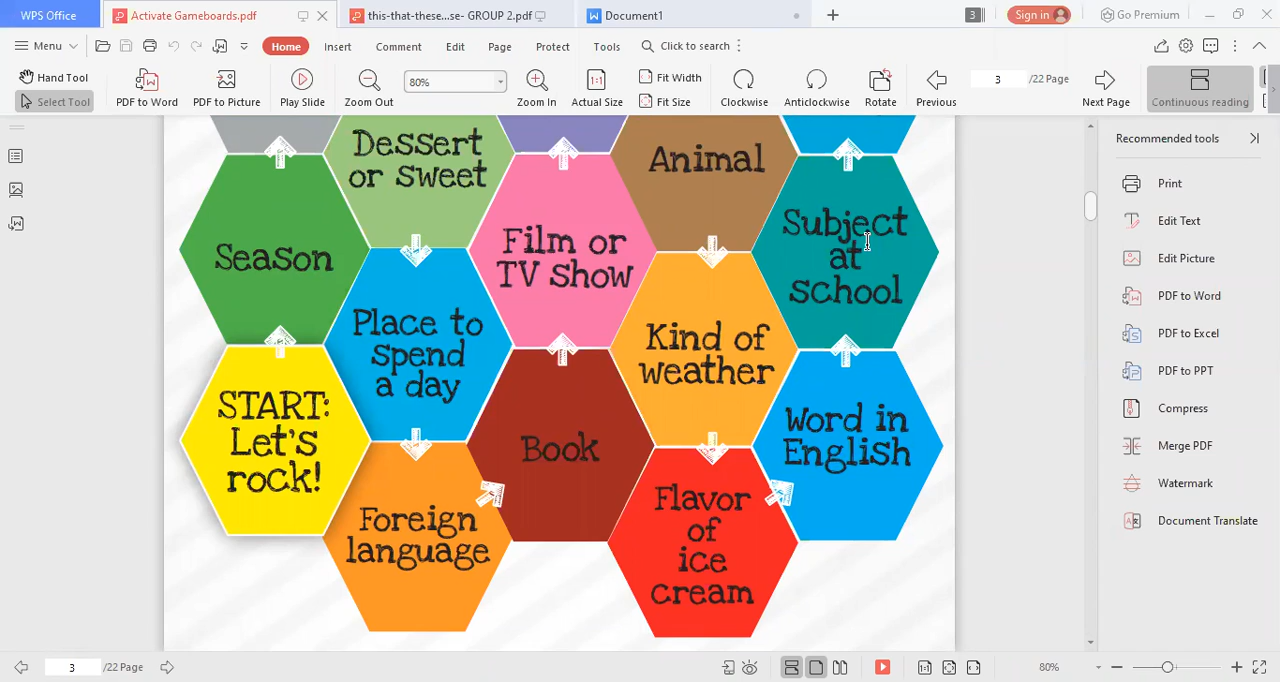 WPS Office
Activate Gameboards.pdf
this-that-these...se- GROUP 2.pdf
Document1
3
Sign in
Go Premium
Menu
Home
Insert
Comment
Edit
Page
Protect
Tools
Click to search
Hand Tool
Select Tool
PDF to Word
PDF to Picture
Play Slide
Zoom Out
80%
Zoom In
1:1
Actual Size
Fit Width
Fit Size
Clockwise
Anticlockwise
Rotate
Previous
3
/22 Page
Next Page
Continuous reading
Dessert
or sweet
Animal
Season
Film or
TV show
Subject
at
school
Place to
spend
a day
Kind of
weather
START:
Let's
rock!
Book
Word in
English
Foreign
language
Flavor
of
ice
cream
Recommended tools
Print
Edit Text
Edit Picture
PDF to Word
PDF to Excel
PDF to PPT
Compress
Merge PDF
Watermark
Document Translate
3
/22 Page
80%